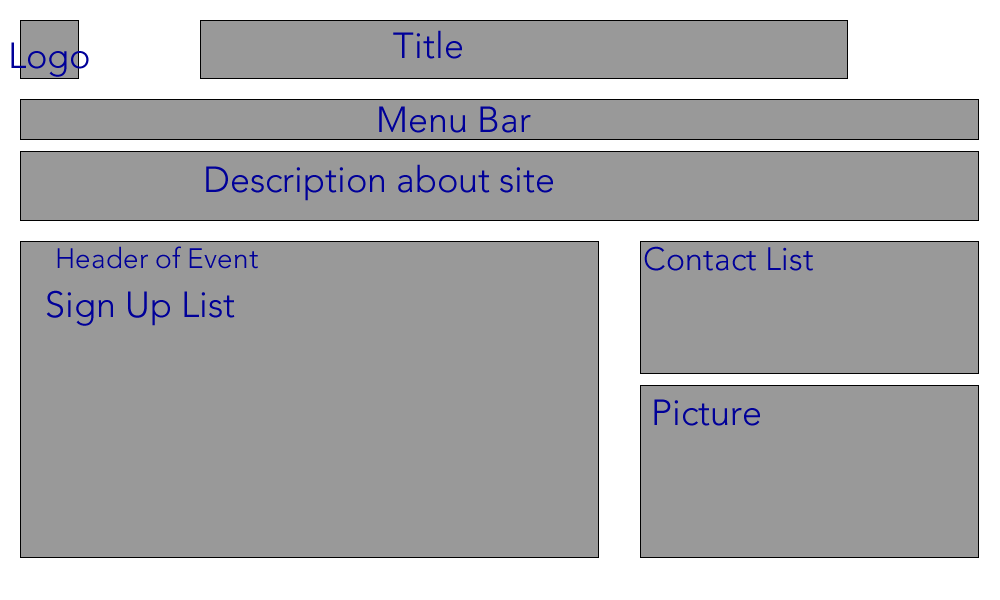 Logo
Title
Menu Bar
Description about site
Header of Event
Sign Up List
Contact List
Picture